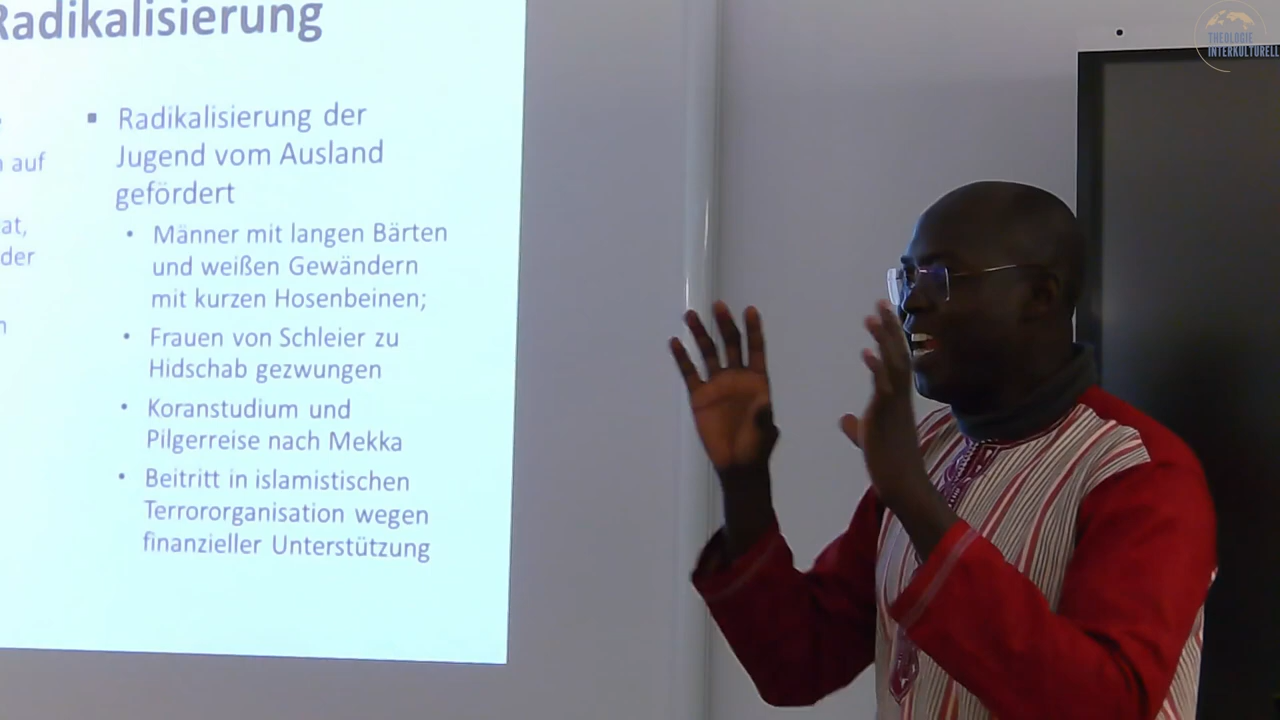 Radikalisierung
auf
at,
der
▪ Radikalisierung der
Jugend vom Ausland
gefördert
• Männer mit langen Bärten
und weißen Gewändern
mit kurzen Hosenbeinen;
• Frauen von Schleier zu
Hidschab gezwungen
• Koranstudium und
Pilgerreise nach Mekka
• Beitritt in islamistischen
Terrororganisation wegen
finanzieller Unterstützung
THEOLOGIE
INTERKULTURELL